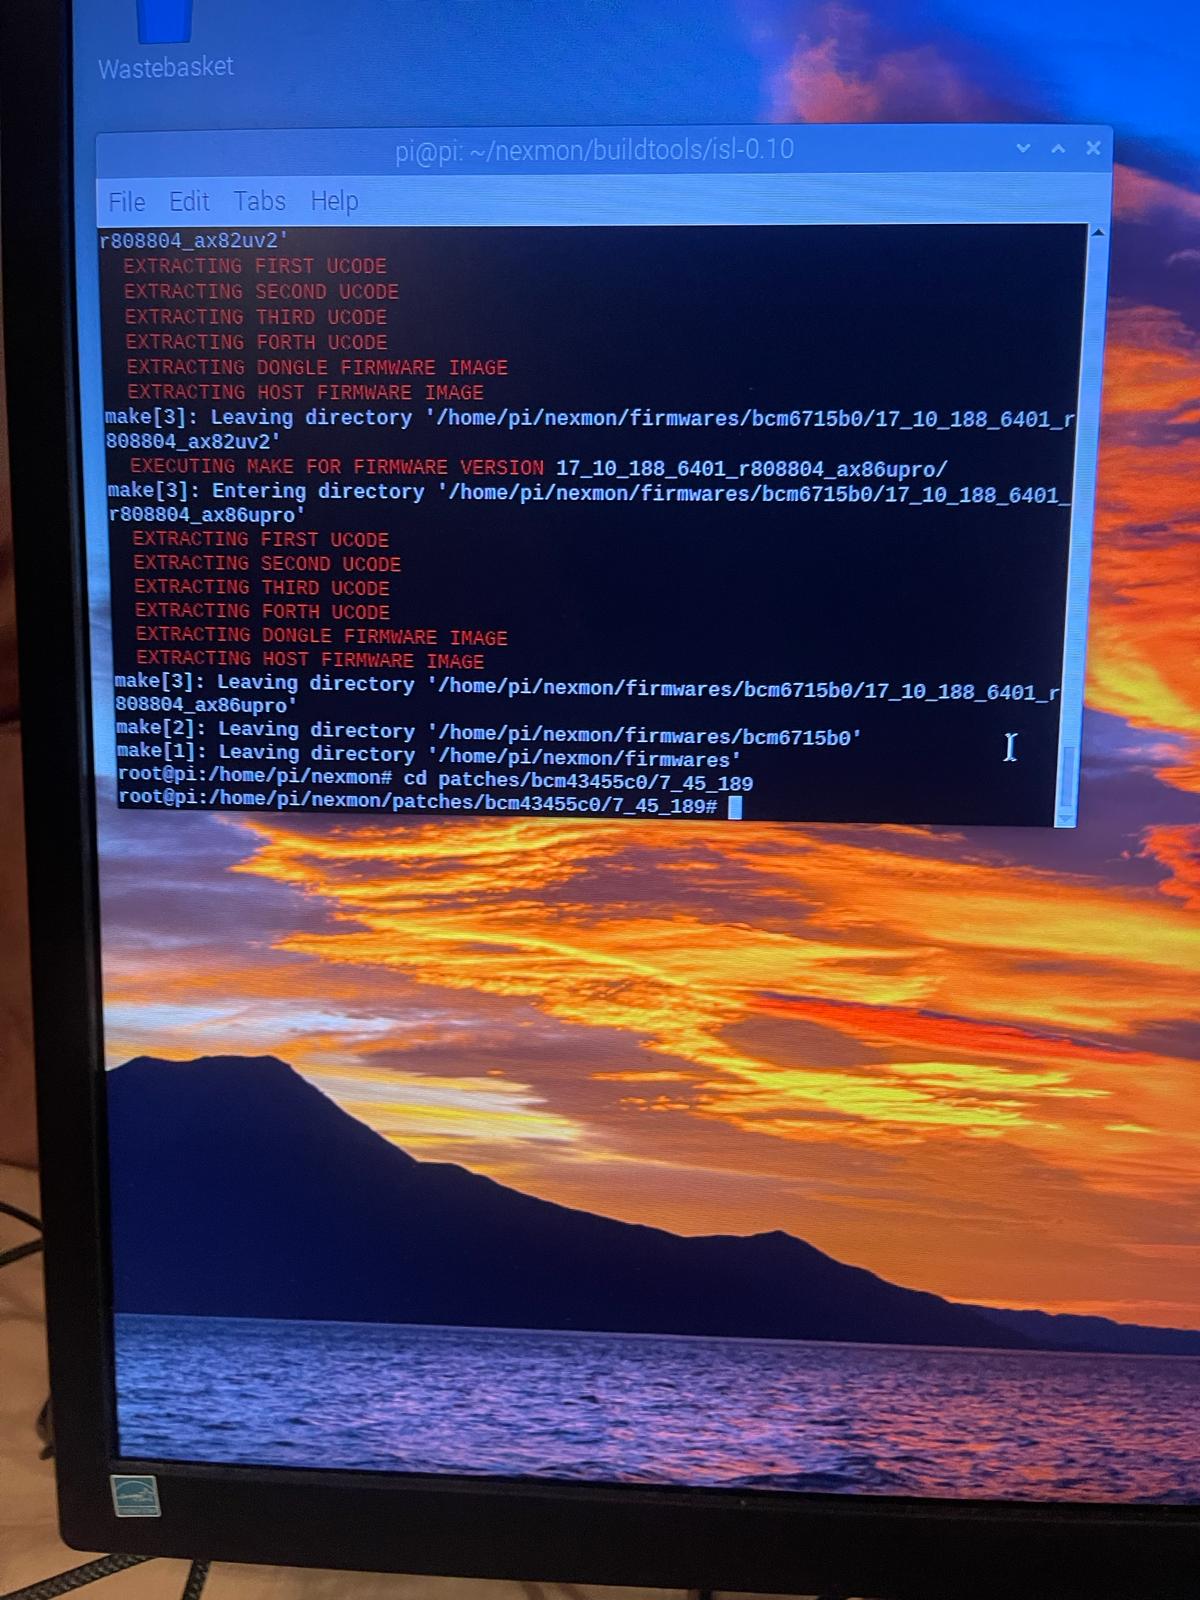 Wastebasket
pi@pi: ~/nexmon/buildtools/isl-0.10
File Edit Tabs Help
r808804_ax82uv2'
EXTRACTING FIRST UCODE
EXTRACTING SECOND UCODE
EXTRACTING THIRD UCODE
EXTRACTING FORTH UCODE
EXTRACTING DONGLE FIRMWARE IMAGE
EXTRACTING HOST FIRMWARE IMAGE
make[3]: Leaving directory '/home/pi/nexmon/firmwares/bcm6715b0/17_10_188_6401_r
808804_ax82uv2'
EXECUTING MAKE FOR FIRMWARE VERSION 17_10_188_6401_r808804_ax86upro/
make[3]: Entering directory '/home/pi/nexmon/firmwares/bcm6715b0/17_10_188_6401_
r808804_ax86upro'
EXTRACTING FIRST UCODE
EXTRACTING SECOND UCODE
EXTRACTING THIRD UCODE
EXTRACTING FORTH UCODE
EXTRACTING DONGLE FIRMWARE IMAGE
EXTRACTING HOST FIRMWARE IMAGE
make[3]: Leaving directory '/home/pi/nexmon/firmwares/bcm6715b0/17_10_188_6401_r
808804_ax86upro'
make[2]: Leaving directory '/home/pi/nexmon/firmwares/bcm6715b0'
make[1]: Leaving directory '/home/pi/nexmon/firmwares'
root@pi:/home/pi/nexmon# cd patches/bcm43455c0/7_45_189
root@pi:/home/pi/nexmon/patches/bcm43455c0/7_45_189#